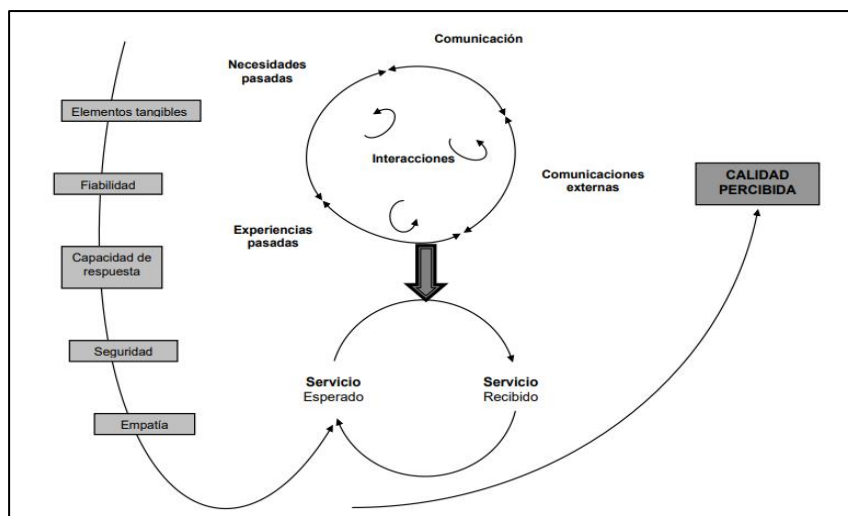 Comunicación
Necesidades
pasadas
Elementos tangibles
Interacciones
Fiabilidad
Comunicaciones
externas
CALIDAD
PERCIBIDA
Experiencias
pasadas
Capacidad de
respuesta
Seguridad
Servicio
Esperado
Servicio
Recibido
Empatía